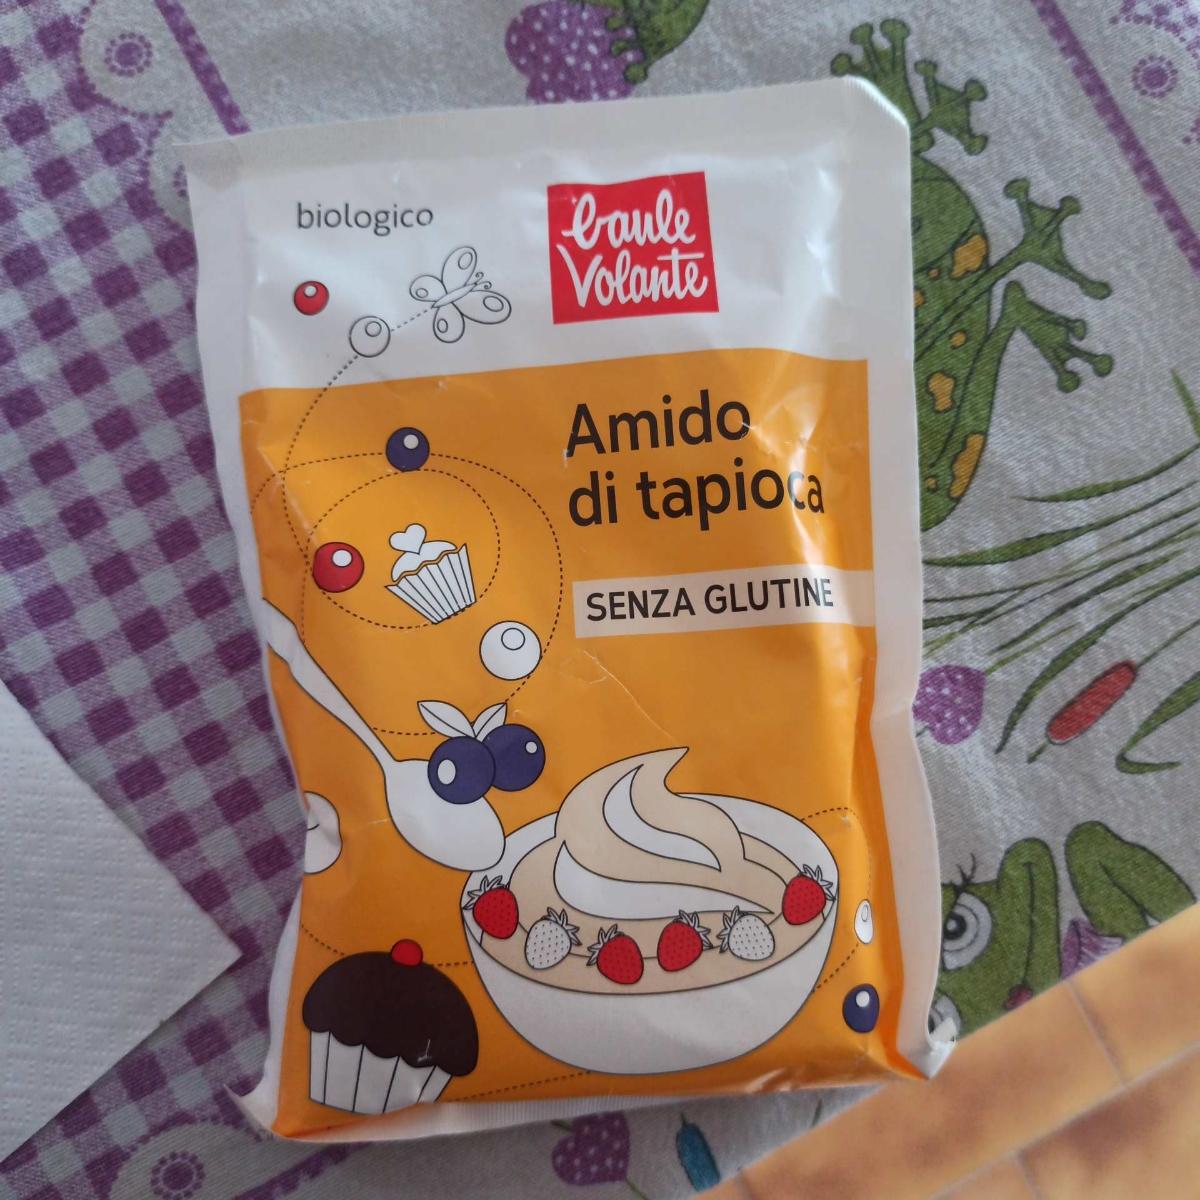 biologico
baule
Volante
Amido
di tapioca
SENZA GLUTINE